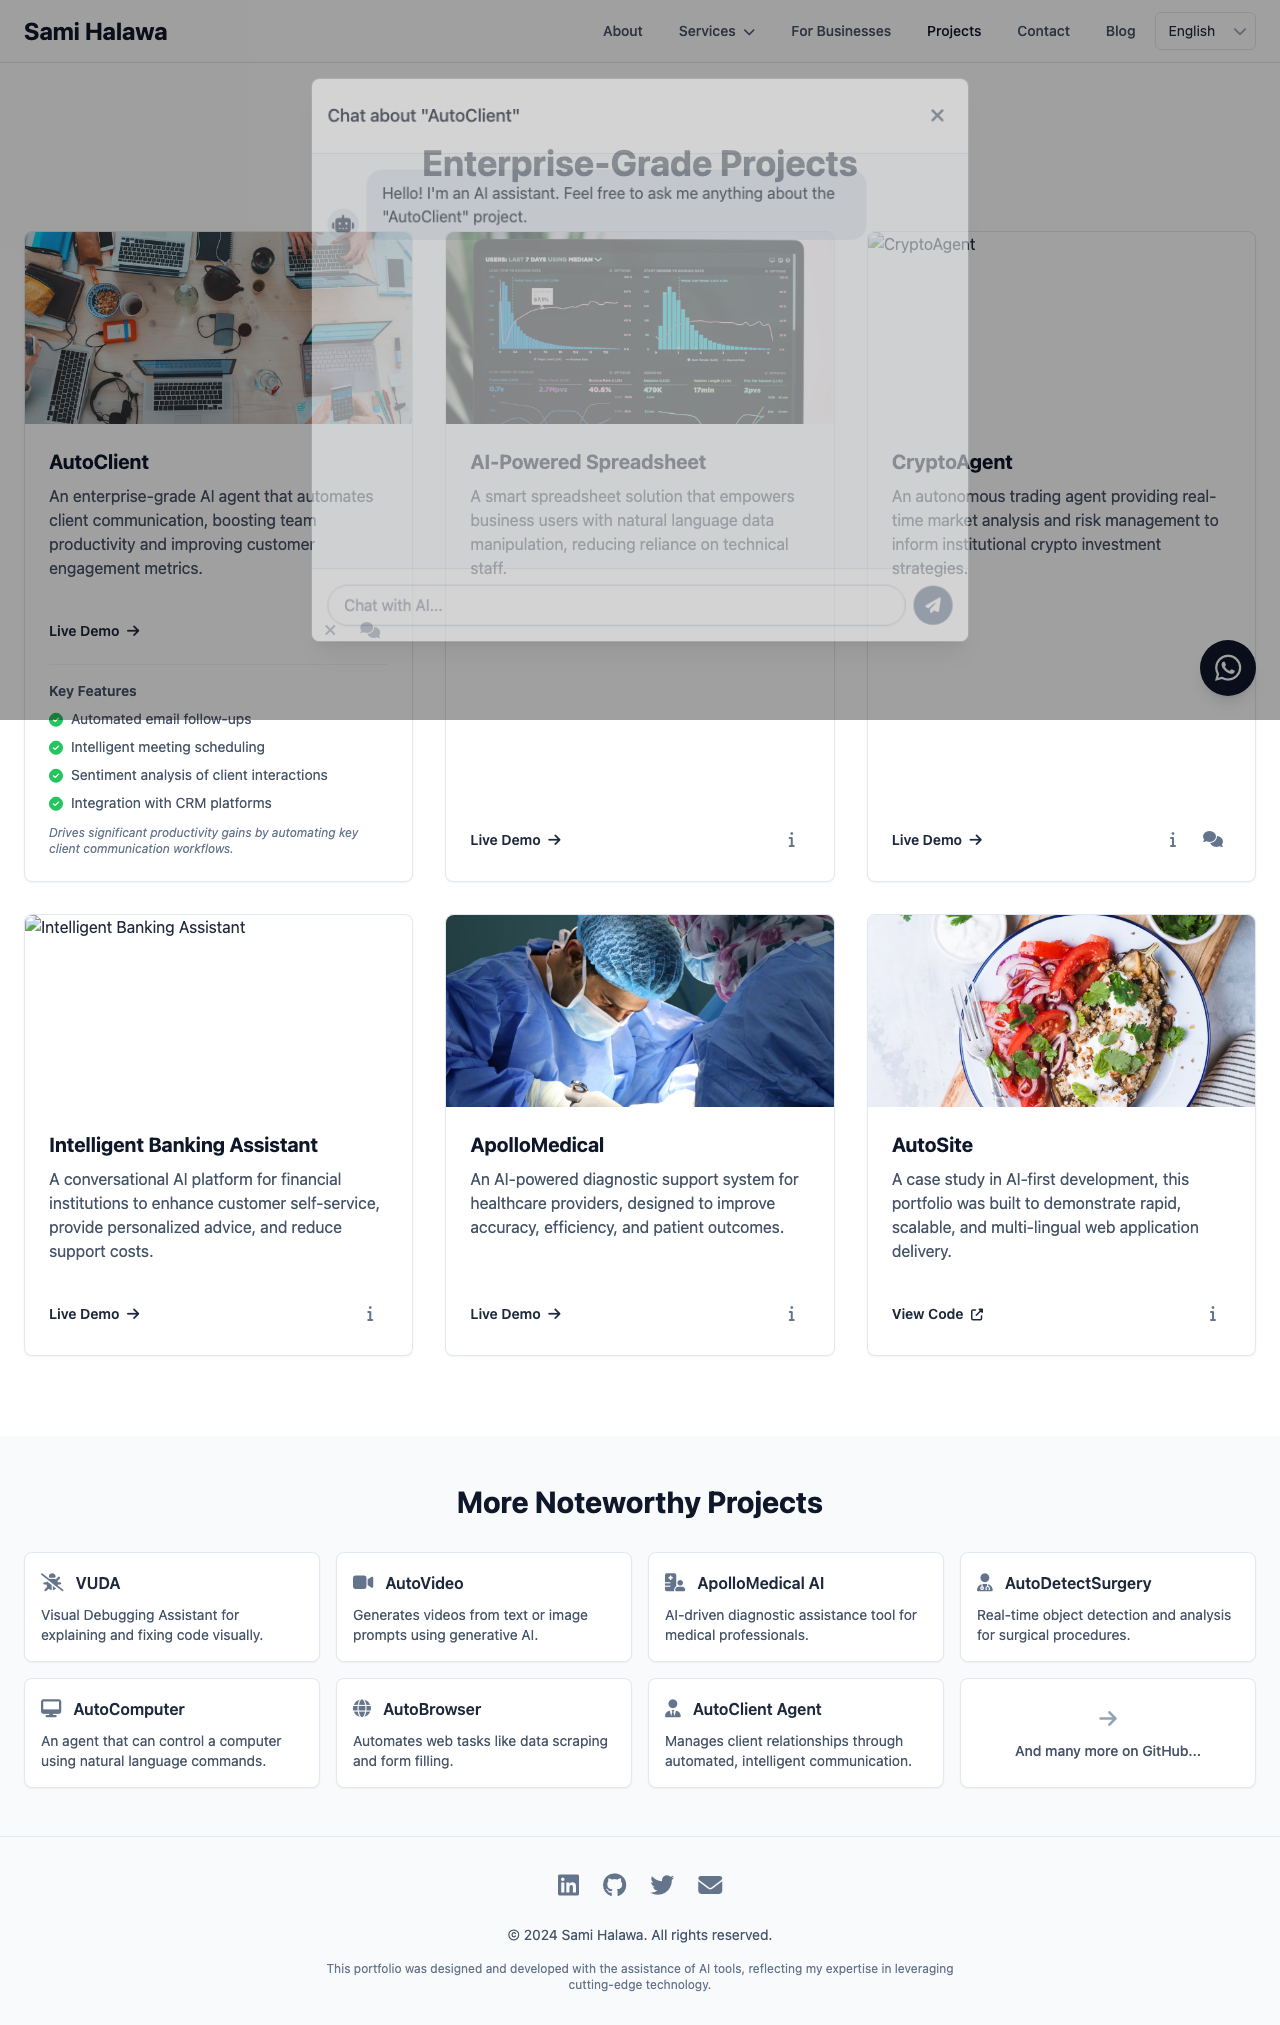 Sami Halawa
About
Services
For Businesses
Projects
Contact
Blog
English
Chat about "AutoClient"
Enterprise-Grade Projects
Hello! I'm an AI assistant. Feel free to ask me anything about the
"AutoClient" project.
CryptoAgent
USERS: LAST 7 DAYS USING MEDIAN
AutoClient
An enterprise-grade AI agent that automates
client communication, boosting team
productivity and improving customer
engagement metrics.
Live Demo
Key Features
Automated email follow-ups
Intelligent meeting scheduling
Sentiment analysis of client interactions
Integration with CRM platforms
Drives significant productivity gains by automating key
client communication workflows.
AI-Powered Spreadsheet
A smart spreadsheet solution that empowers
business users with natural language data
manipulation, reducing reliance on technical
staff.
Live Demo
CryptoAgent
An autonomous trading agent providing real-
time market analysis and risk management to
inform institutional crypto investment
strategies.
Live Demo
Chat with AI...
Intelligent Banking Assistant
Intelligent Banking Assistant
A conversational AI platform for financial
institutions to enhance customer self-service,
provide personalized advice, and reduce
support costs.
Live Demo
ApolloMedical
An AI-powered diagnostic support system for
healthcare providers, designed to improve
accuracy, efficiency, and patient outcomes.
Live Demo
AutoSite
A case study in AI-first development, this
portfolio was built to demonstrate rapid,
scalable, and multi-lingual web application
delivery.
View Code
More Noteworthy Projects
VUDA
Visual Debugging Assistant for
explaining and fixing code visually.
AutoVideo
Generates videos from text or image
prompts using generative AI.
ApolloMedical AI
AI-driven diagnostic assistance tool for
medical professionals.
AutoDetectSurgery
Real-time object detection and analysis
for surgical procedures.
AutoComputer
An agent that can control a computer
using natural language commands.
AutoBrowser
Automates web tasks like data scraping
and form filling.
AutoClient Agent
Manages client relationships through
automated, intelligent communication.
And many more on GitHub...
© 2024 Sami Halawa. All rights reserved.
This portfolio was designed and developed with the assistance of AI tools, reflecting my expertise in leveraging
cutting-edge technology.